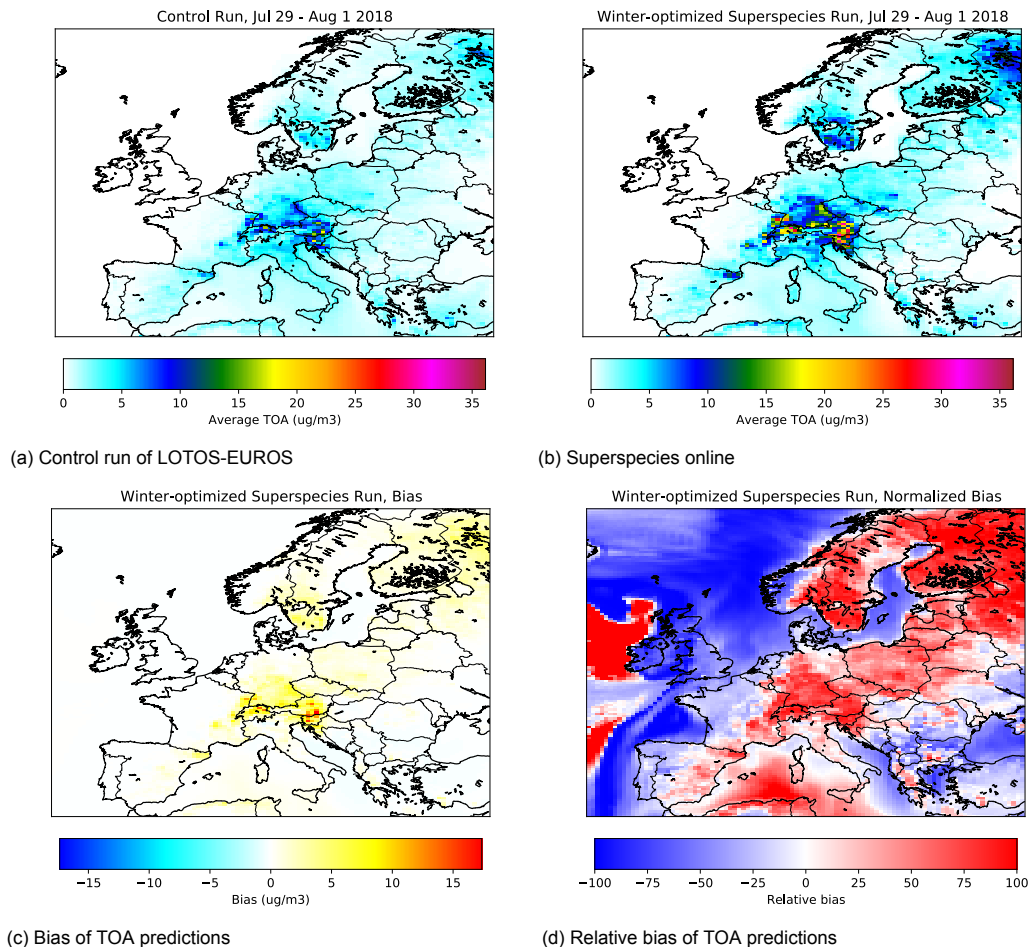 Control Run, Jul 29 - Aug 1 2018
0 5 10 15 20 25 30 35
Average TOA (ug/m3)
(a) Control run of LOTOS-EUROS
Winter-optimized Superspecies Run, Jul 29 - Aug 1 2018
0 5 10 15 20 25 30 35
Average TOA (ug/m3)
(b) Superspecies online
Winter-optimized Superspecies Run, Bias
−15 −10 −5 0 5 10 15
Bias (ug/m3)
(c) Bias of TOA predictions
Winter-optimized Superspecies Run, Normalized Bias
−100 −75 −50 −25 0 25 50 75 100
Relative bias
(d) Relative bias of TOA predictions